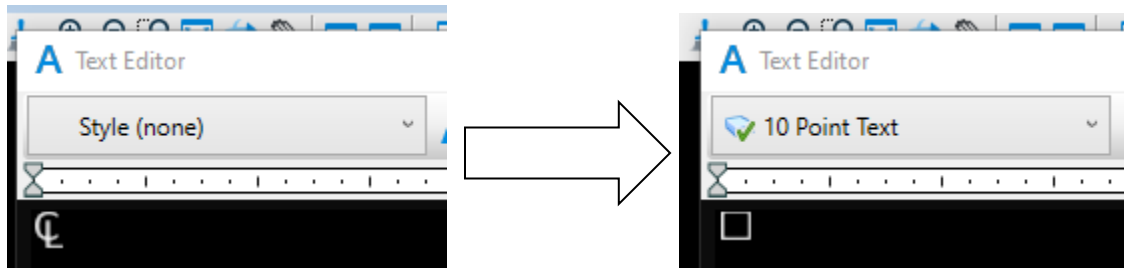 A Text Editor
Style (none)
℄
A Text Editor
10 Point Text
□